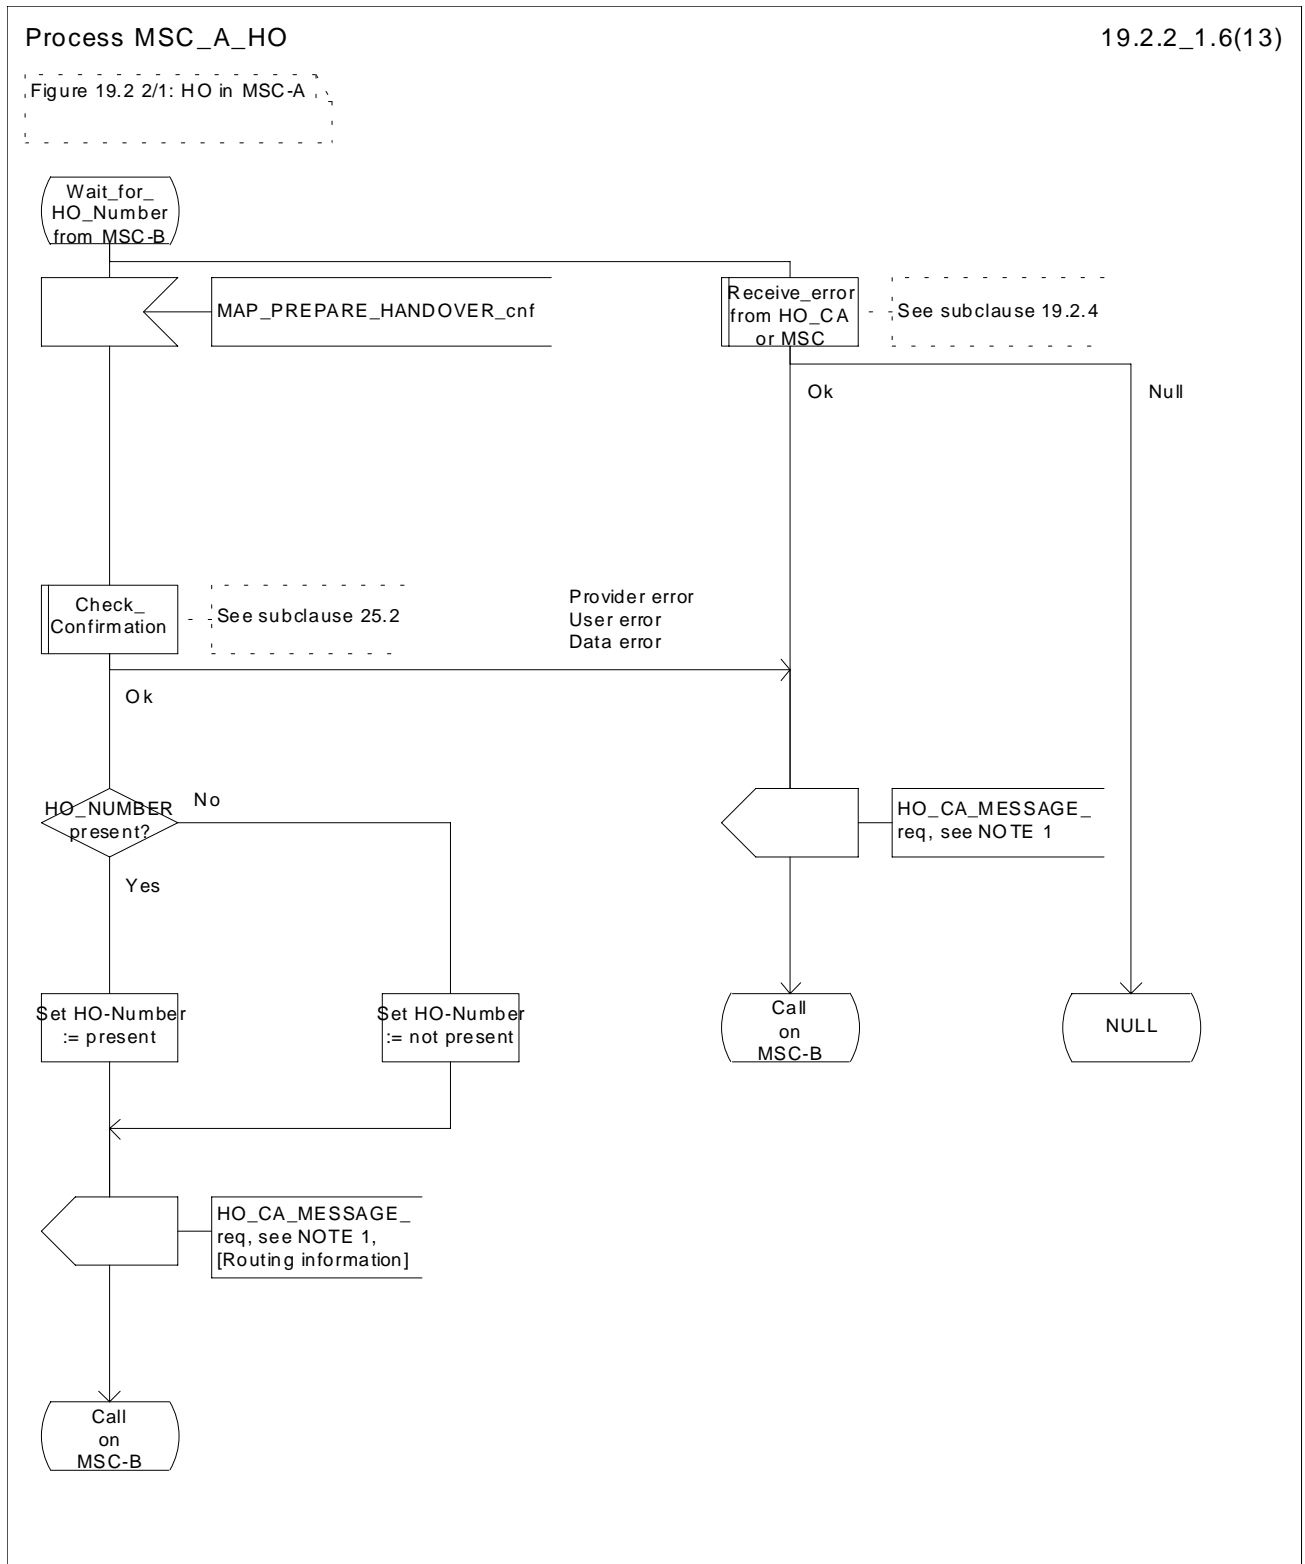 Process MSC_A_HO
19.2.2_1.6(13)
Figure 19.2 2/1: HO in MSC-A
Wait_for_
HO_Number
from MSC-B
MAP_PREPARE_HANDOVER_cnf
Receive_error
from HO_CA
or MSC
See subclause 19.2.4
Ok
Null
Check_
Confirmation
See subclause 25.2
Provider error
User error
Data error
Ok
HO_NUMBER
present?
No
HO_CA_MESSAGE_
req, see NOTE 1
Yes
Set HO-Number
:= present
Set HO-Number
:= not present
Call
on
MSC-B
NULL
HO_CA_MESSAGE_
req, see NOTE 1,
[Routing information]
Call
on
MSC-B